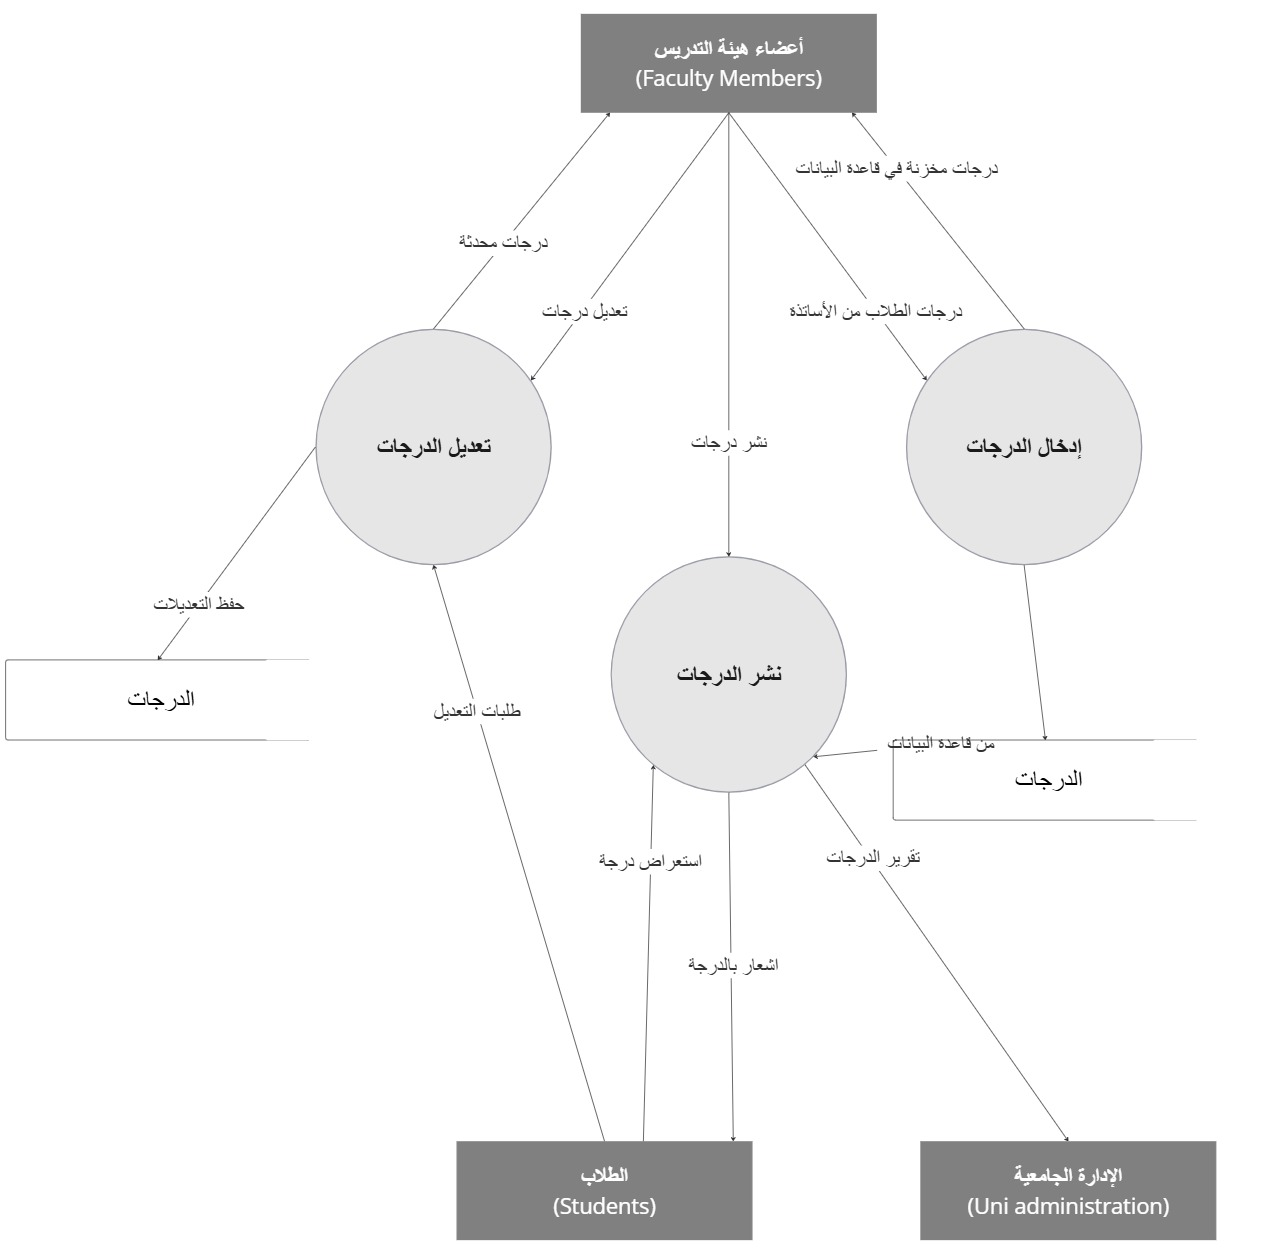 أعضاء هيئة التدريس
(Faculty Members)
درجات مخزنة في قاعدة البيانات
درجات محدثة
درجات الطلاب من الأساتذة
تعديل درجات
نشر درجات
إدخال الدرجات
تعديل الدرجات
حفظ التعديلات
نشر الدرجات
الدرجات
طلبات التعديل
من قاعدة البيانات
الدرجات
تقرير الدرجات
استعراض درجة
اشعار بالدرجة
الطلاب
(Students)
الإدارة الجامعية
(Uni administration)